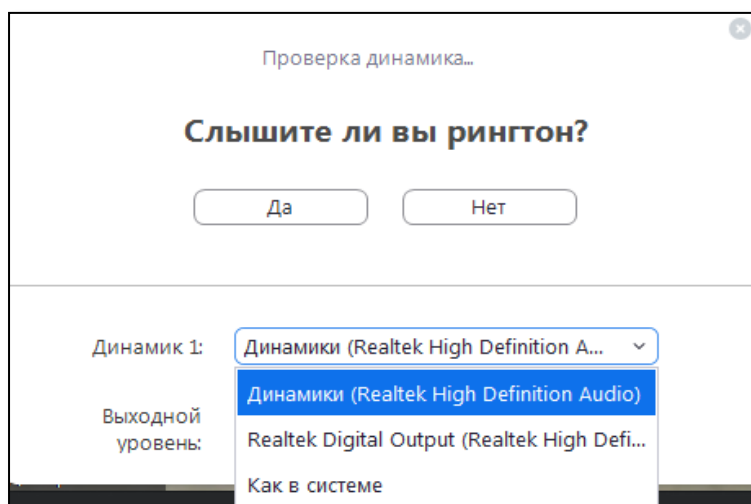 Проверка динамика...
Слышите ли вы рингтон?
Да
Нет
Динамик 1:
Динамики (Realtek High Definition A...
Динамики (Realtek High Definition Audio)
Выходной
уровень:
Realtek Digital Output (Realtek High Defi...
Как в системе